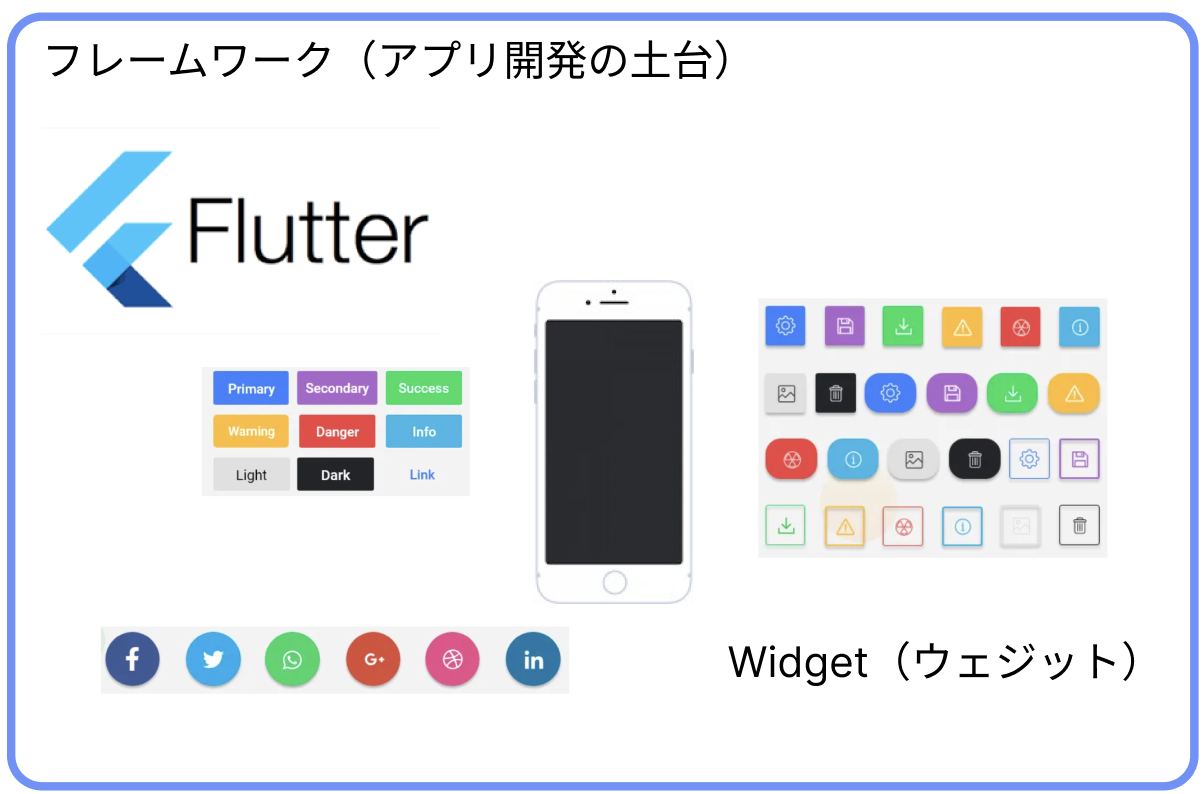 フレームワーク（アプリ開発の土台）
Flutter
Primary Secondary Success
Warning Danger Info
Light Dark Link
f G+ in
Widget（ウェジット）